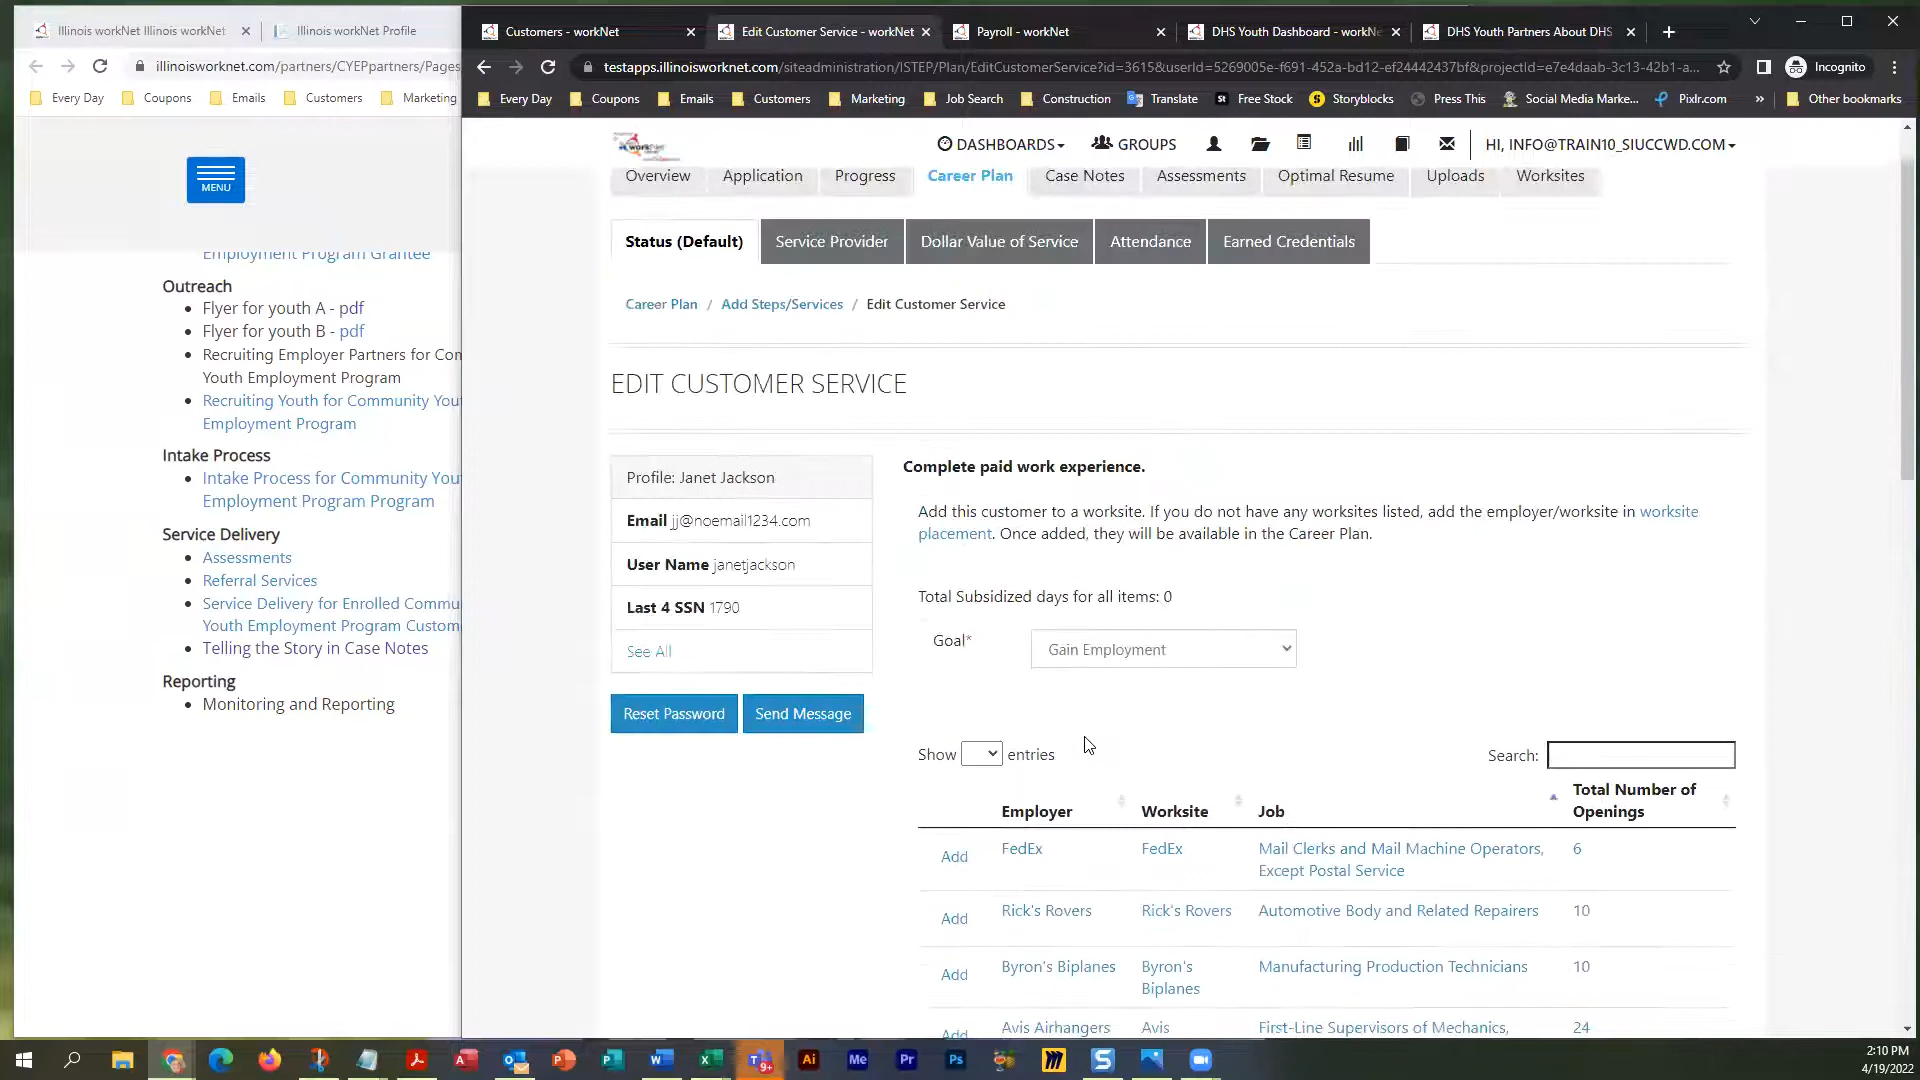 Illinois workNet Illinois workNet
Illinois workNet Profile
illinoisworknet.com/partners/CYEPpartners/Pages
Every Day
Coupons
Emails
Customers
Marketing
MENU
Employment Program Grantee
Outreach
Flyer for youth A - pdf
Flyer for youth B - pdf
Recruiting Employer Partners for Com
Youth Employment Program
Recruiting Youth for Community You
Employment Program
Intake Process
Intake Process for Community You
Employment Program Program
Service Delivery
Assessments
Referral Services
Service Delivery for Enrolled Commu
Youth Employment Program Custom
Telling the Story in Case Notes
Reporting
Monitoring and Reporting
Customers - workNet
Edit Customer Service - workNet
Payroll - workNet
DHS Youth Dashboard - workNe
DHS Youth Partners About DHS
testapps.illinoisworknet.com/siteadministration/ISTEP/Plan/EditCustomerService?id=3615&userId=5269005e-f691-452a-bd12-ef24442437bf&projectId=e7e4daab-3c13-42b1-a...
Incognito
Every Day
Coupons
Emails
Customers
Marketing
Job Search
Construction
Translate
St Free Stock
S Storyblocks
Press This
Social Media Marke...
Pixlr.com
»
Other bookmarks
workNet
DASHBOARDS
GROUPS
HI, INFO@TRAIN10_SIUCCWD.COM
Overview
Application
Progress
Career Plan
Case Notes
Assessments
Optimal Resume
Uploads
Worksites
Status (Default)
Service Provider
Dollar Value of Service
Attendance
Earned Credentials
Career Plan / Add Steps/Services / Edit Customer Service
EDIT CUSTOMER SERVICE
Profile: Janet Jackson
Email jj@noemail1234.com
User Name janetjackson
Last 4 SSN 1790
See All
Reset Password
Send Message
Complete paid work experience.
Add this customer to a worksite. If you do not have any worksites listed, add the employer/worksite in worksite
placement. Once added, they will be available in the Career Plan.
Total Subsidized days for all items: 0
Goal*
Gain Employment
Show entries
Search:
Employer Worksite Job Total Number of
Openings
Add FedEx FedEx Mail Clerks and Mail Machine Operators, 6
Except Postal Service
Add Rick's Rovers Rick's Rovers Automotive Body and Related Repairers 10
Add Byron's Biplanes Byron's Manufacturing Production Technicians 10
Biplanes
Add Avis Airhangers Avis First-Line Supervisors of Mechanics, 24
9+
Ai
Me
Pr
Ps
2:10 PM
4/19/2022